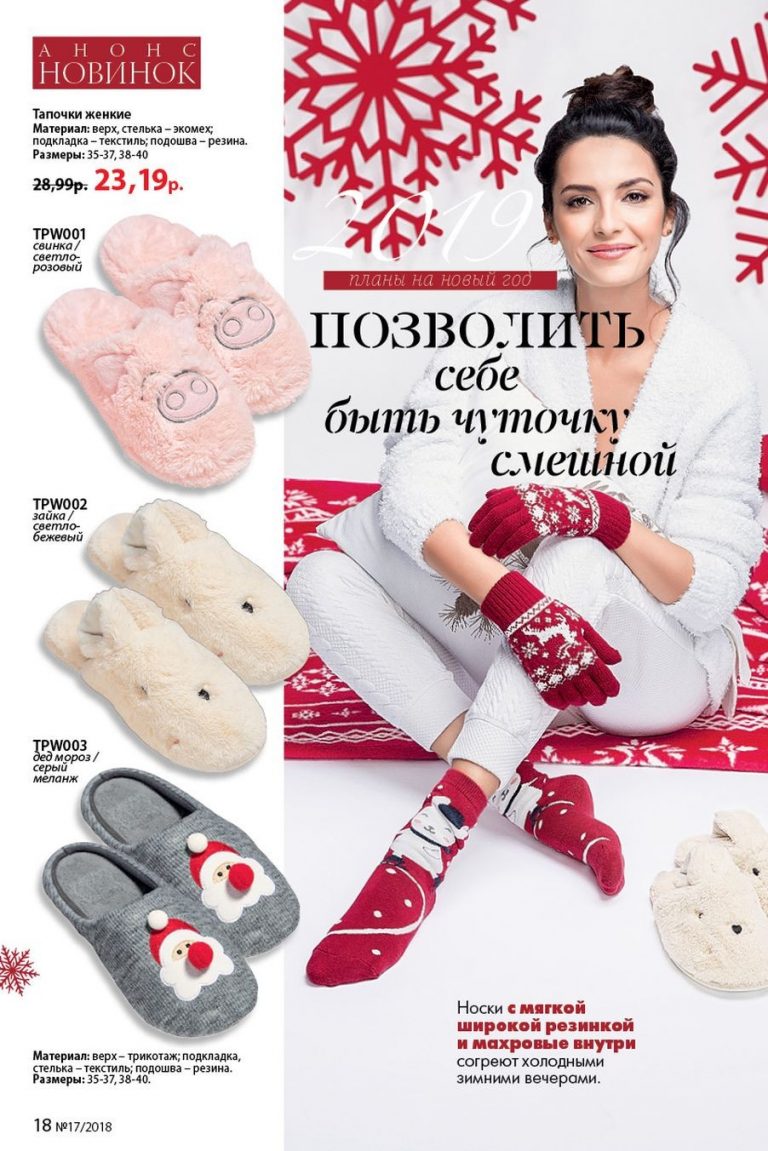 АНОНС
НОВИНОК
Тапочки женкие
Материал: верх, стелька – экомех;
подкладка – текстиль; подошва – резина.
Размеры: 35-37, 38-40
28,99р. 23,19р.
TPW001
свинка /
светло-
розовый
TPW002
зайка /
светло-
бежевый
TPW003
дед мороз /
серый
меланж
Материал: верх – трикотаж; подкладка,
стелька – текстиль; подошва – резина.
Размеры: 35-37, 38-40.
18 №17/2018
2019
планы на новый год
ПОЗВОЛИТЬ
себе
быть чуточку
смешной
Носки с мягкой
широкой резинкой
и махровые внутри
согреют холодными
зимними вечерами.